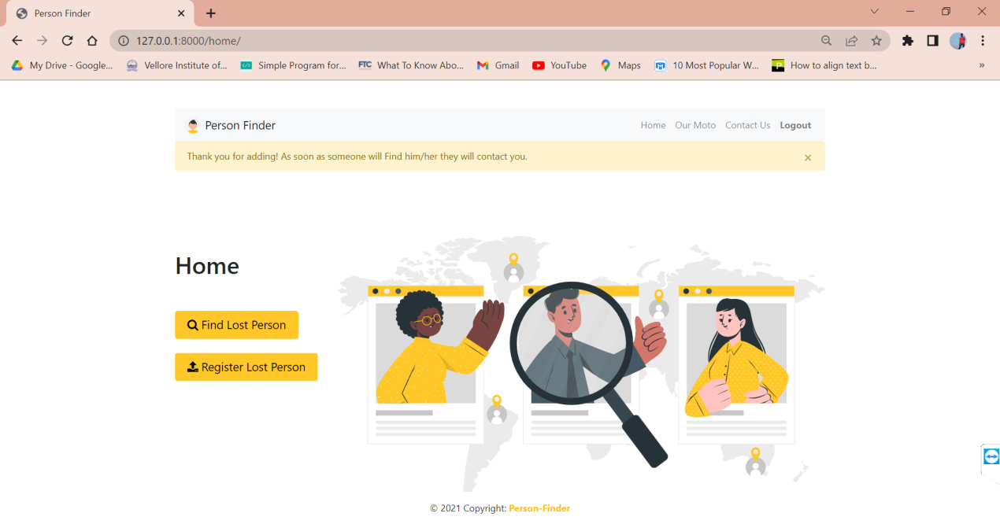 Person Finder
127.0.0.1:8000/home/
My Drive - Google... Vellore Institute of... Simple Program for... FTC What To Know Abo... Gmail YouTube Maps 10 Most Popular W... P How to align text b... »
Person Finder Home Our Moto Contact Us Logout
Thank you for adding! As soon as someone will Find him/her they will contact you. ×
Home
Find Lost Person
Register Lost Person
© 2021 Copyright: Person-Finder